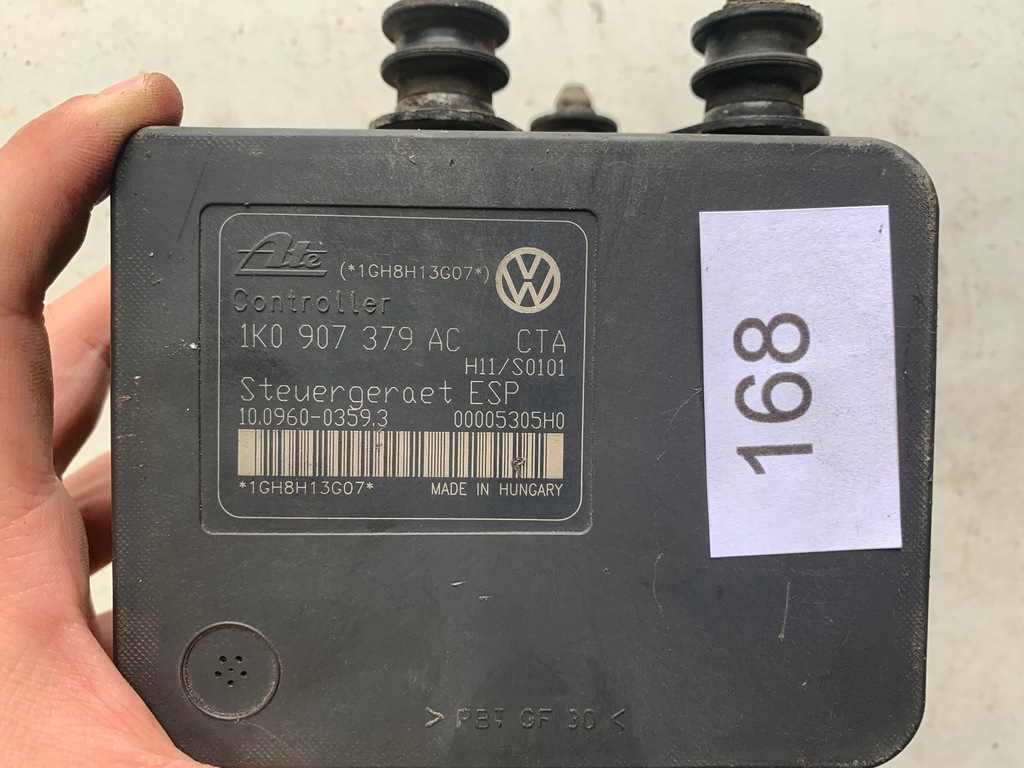 Ate (*1GH8H13G07*)
Controller
1K0 907 379 AC CTA
H11/S0101
Steuergeraet ESP
10.0960-0359.3 00005305H0
*1GH8H13G07* MADE IN HUNGARY
168
>PBT GF 30<